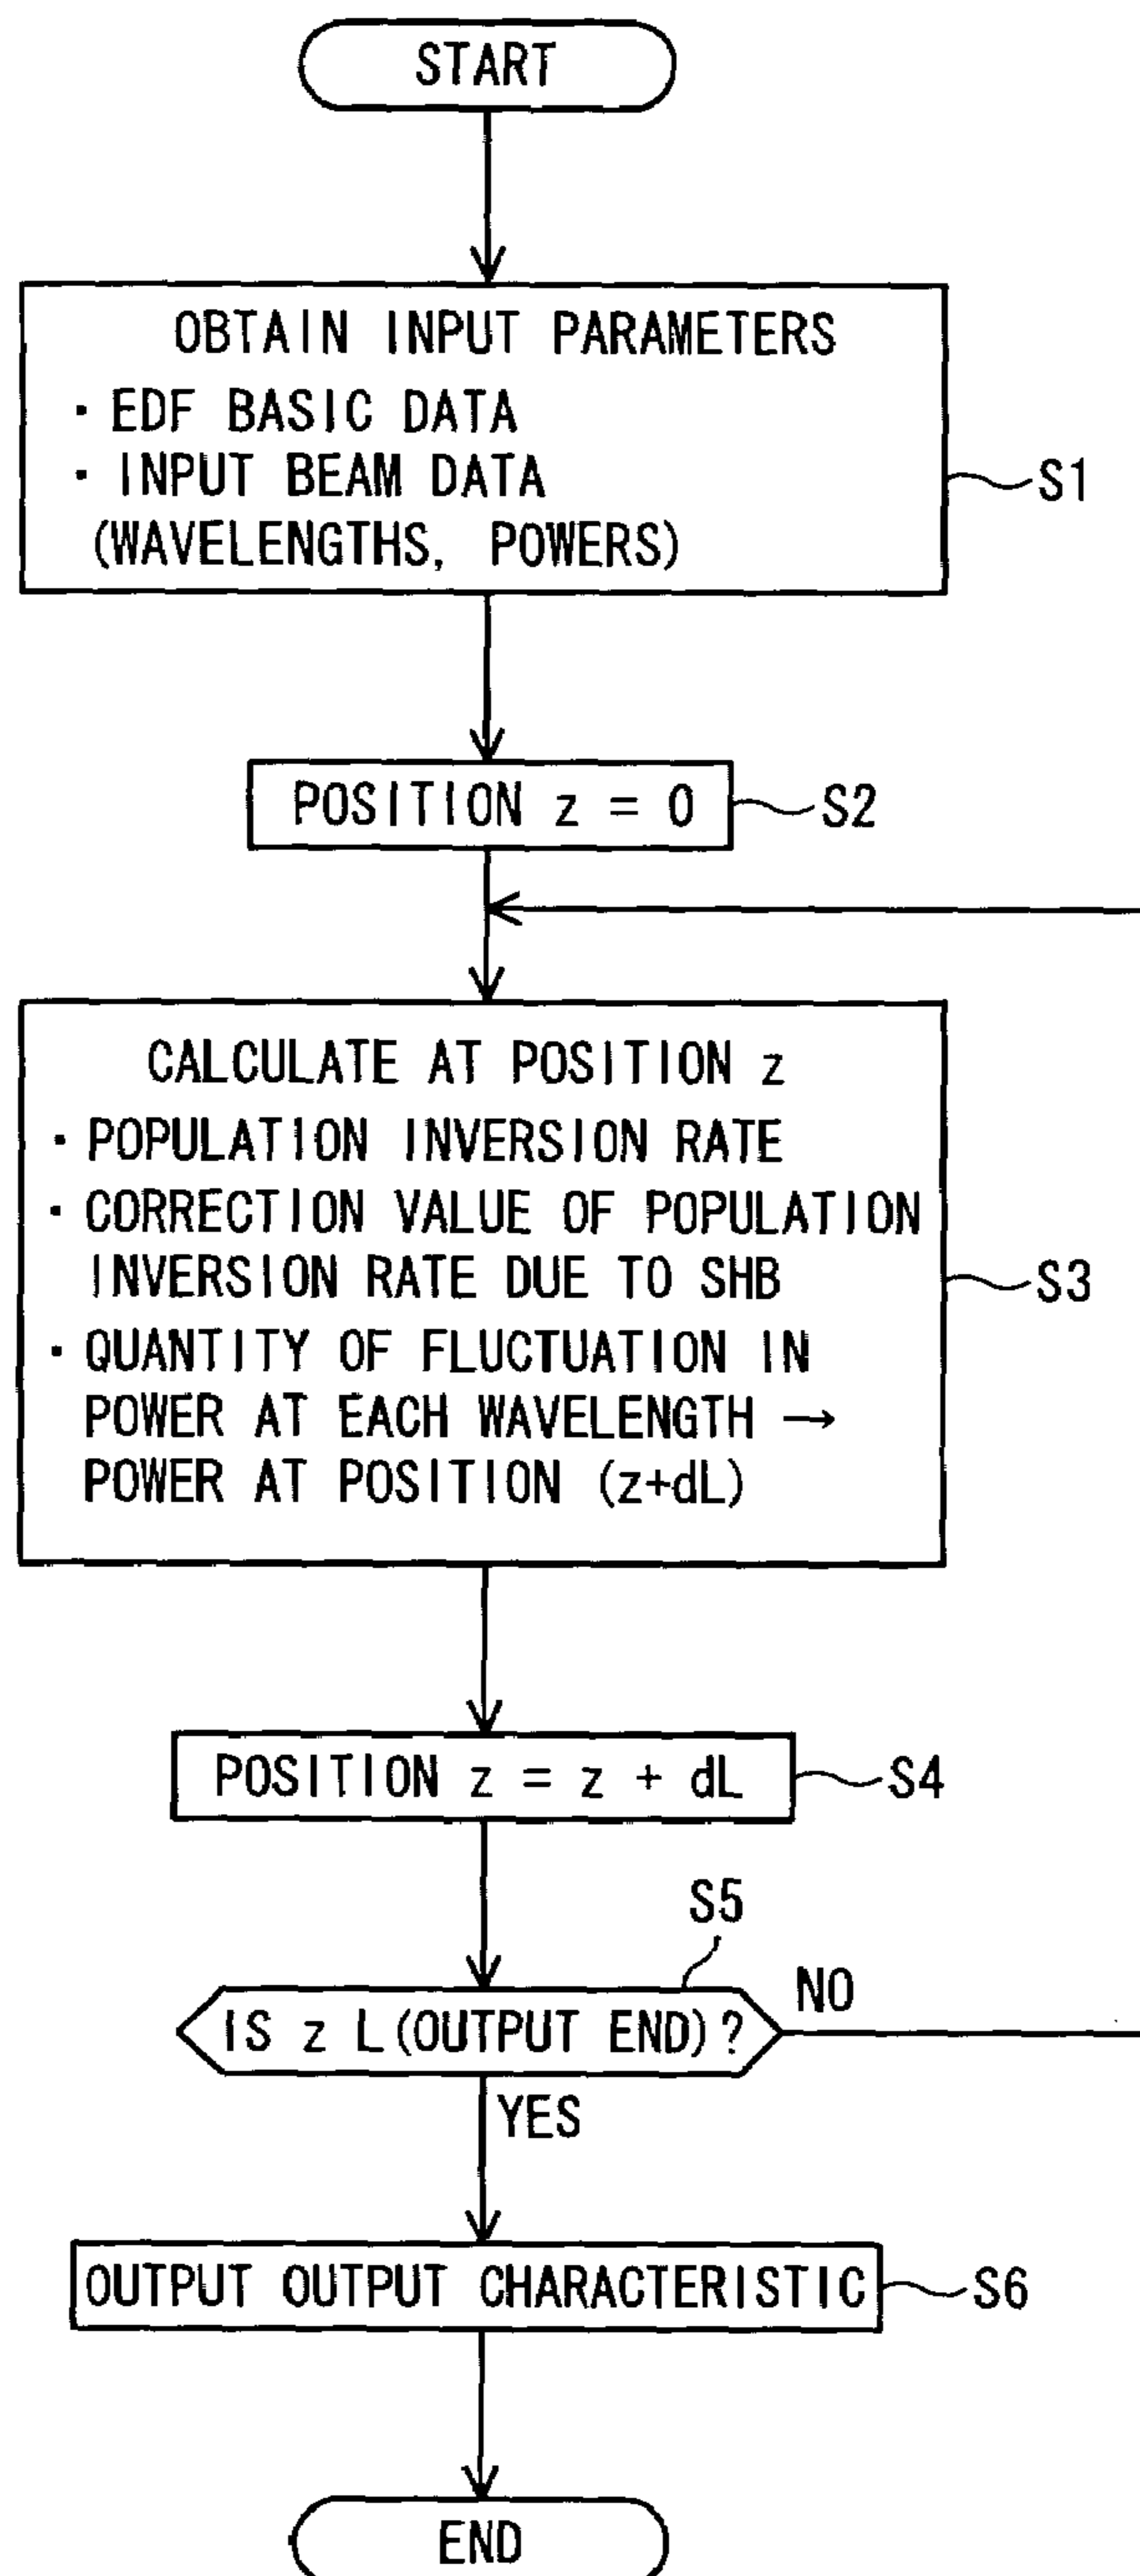 START
OBTAIN INPUT PARAMETERS
· EDF BASIC DATA
· INPUT BEAM DATA
(WAVELENGTHS, POWERS)
S1
POSITION z = 0
S2
CALCULATE AT POSITION z
· POPULATION INVERSION RATE
· CORRECTION VALUE OF POPULATION
INVERSION RATE DUE TO SHB
· QUANTITY OF FLUCTUATION IN
POWER AT EACH WAVELENGTH →
POWER AT POSITION (z+dL)
S3
POSITION z = z + dL
S4
S5
IS z L(OUTPUT END)?
NO
YES
OUTPUT OUTPUT CHARACTERISTIC
S6
END